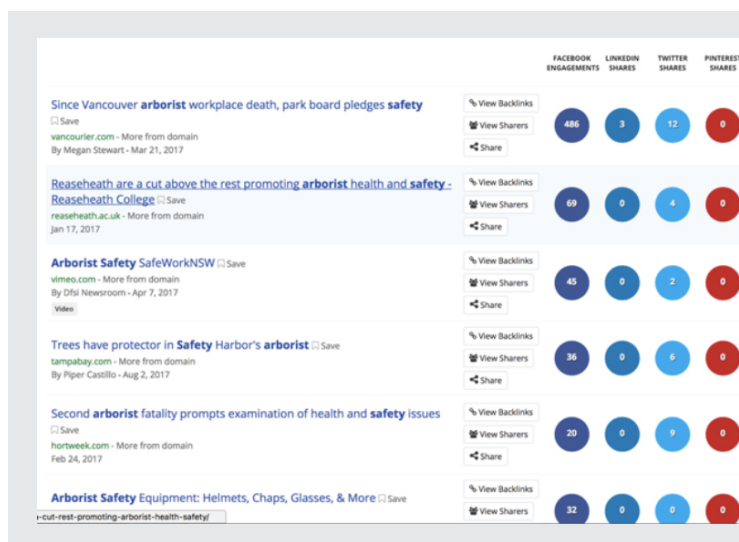 FACEBOOK ENGAGEMENTS LINKEDIN SHARES TWITTER SHARES PINTEREST SHARES
Since Vancouver arborist workplace death, park board pledges safety
Save
vancourier.com - More from domain
By Megan Stewart - Mar 21, 2017
View Backlinks
View Sharers
Share
486 3 12 0
Reaseheath are a cut above the rest promoting arborist health and safety -
Reaseheath College Save
reaseheath.ac.uk - More from domain
Jan 17, 2017
View Backlinks
View Sharers
Share
69 0 4 0
Arborist Safety SafeWorkNSW Save
vimeo.com - More from domain
By Dfsi Newsroom - Apr 7, 2017
Video
View Backlinks
View Sharers
Share
45 0 2 0
Trees have protector in Safety Harbor's arborist Save
tampabay.com - More from domain
By Piper Castillo - Aug 2, 2017
View Backlinks
View Sharers
Share
36 0 6 0
Second arborist fatality prompts examination of health and safety issues
Save
hortweek.com - More from domain
Feb 24, 2017
View Backlinks
View Sharers
Share
20 0 9 0
Arborist Safety Equipment: Helmets, Chaps, Glasses, & More Save
View Backlinks
View Sharers
32 0 0 0
-cut-rest-promoting-arborist-health-safety/